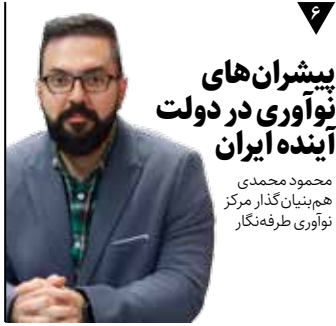 ۶
پیشران‌های
نوآوری در دولت
آینده ایران
محمود محمدی
هم‌بنیان‌گذار مرکز
نوآوری طرفه‌نگار